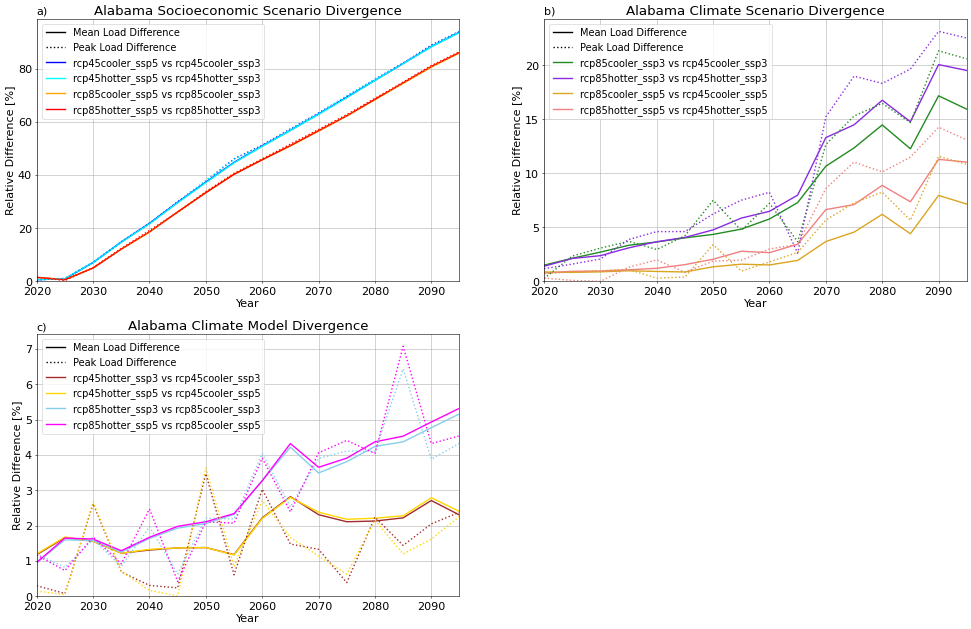 a)
Alabama Socioeconomic Scenario Divergence
Mean Load Difference
Peak Load Difference
rcp45cooler_ssp5 vs rcp45cooler_ssp3
rcp45hotter_ssp5 vs rcp45hotter_ssp3
rcp85cooler_ssp5 vs rcp85cooler_ssp3
rcp85hotter_ssp5 vs rcp85hotter_ssp3
Relative Difference [%]
80
60
40
20
0
2020 2030 2040 2050 2060 2070 2080 2090
Year
b)
Alabama Climate Scenario Divergence
Mean Load Difference
Peak Load Difference
rcp85cooler_ssp3 vs rcp45cooler_ssp3
rcp85hotter_ssp3 vs rcp45hotter_ssp3
rcp85cooler_ssp5 vs rcp45cooler_ssp5
rcp85hotter_ssp5 vs rcp45hotter_ssp5
Relative Difference [%]
20
15
10
5
0
2020 2030 2040 2050 2060 2070 2080 2090
Year
c)
Alabama Climate Model Divergence
Mean Load Difference
Peak Load Difference
rcp45hotter_ssp3 vs rcp45cooler_ssp3
rcp45hotter_ssp5 vs rcp45cooler_ssp5
rcp85hotter_ssp3 vs rcp85cooler_ssp3
rcp85hotter_ssp5 vs rcp85cooler_ssp5
Relative Difference [%]
7
6
5
4
3
2
1
0
2020 2030 2040 2050 2060 2070 2080 2090
Year